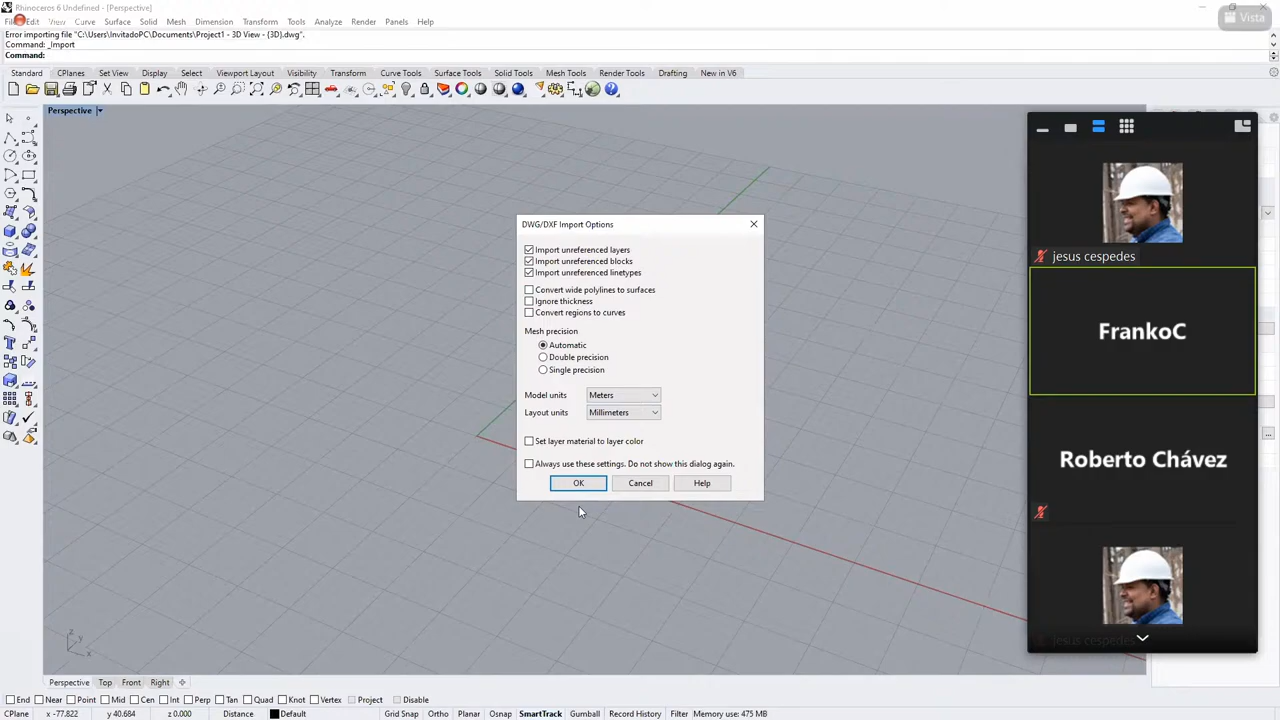 Rhinoceros 6 Undefined - [Perspective]
File Edit View Curve Surface Solid Mesh Dimension Transform Tools Analyze Render Panels Help
Vista
Error importing file "C:\Users\InvitadoPC\Documents\Project1 - 3D View - {3D}.dwg".
Command: _Import
Command:
Standard CPlanes Set View Display Select Viewport Layout Visibility Transform Curve Tools Surface Tools Solid Tools Mesh Tools Render Tools Drafting New in V6
Perspective
DWG/DXF Import Options
Import unreferenced layers
Import unreferenced blocks
Import unreferenced linetypes
Convert wide polylines to surfaces
Ignore thickness
Convert regions to curves
Mesh precision
Automatic
Double precision
Single precision
Model units Meters
Layout units Millimeters
Set layer material to layer color
Always use these settings. Do not show this dialog again.
OK Cancel Help
jesus cespedes
FrankoC
Roberto Chávez
jesus cespedes
z
y
x
Perspective Top Front Right
End Near Point Mid Cen Int Perp Tan Quad Knot Vertex Project Disable
CPlane x -77.822 y 40.684 z 0.000 Distance Default Grid Snap Ortho Planar Osnap SmartTrack Gumball Record History Filter Memory use: 475 MB